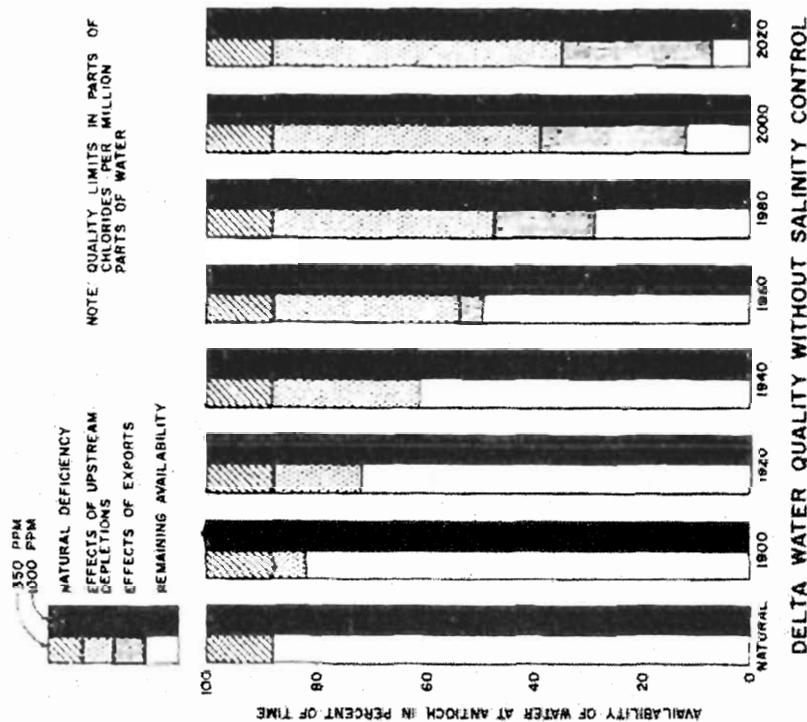 350 PPM
1000 PPM
NATURAL DEFICIENCY
EFFECTS OF UPSTREAM
DEPLETIONS
EFFECTS OF EXPORTS
REMAINING AVAILABILITY
NOTE: QUALITY LIMITS IN PARTS OF
CHLORIDES PER MILLION
PARTS OF WATER
AVAILABILITY OF WATER AT ANTIOCH, IN PERCENT OF TIME
100
80
60
40
20
0
NATURAL
1900
1920
1940
1960
1980
2000
2020
DELTA WATER QUALITY WITHOUT SALINITY CONTROL